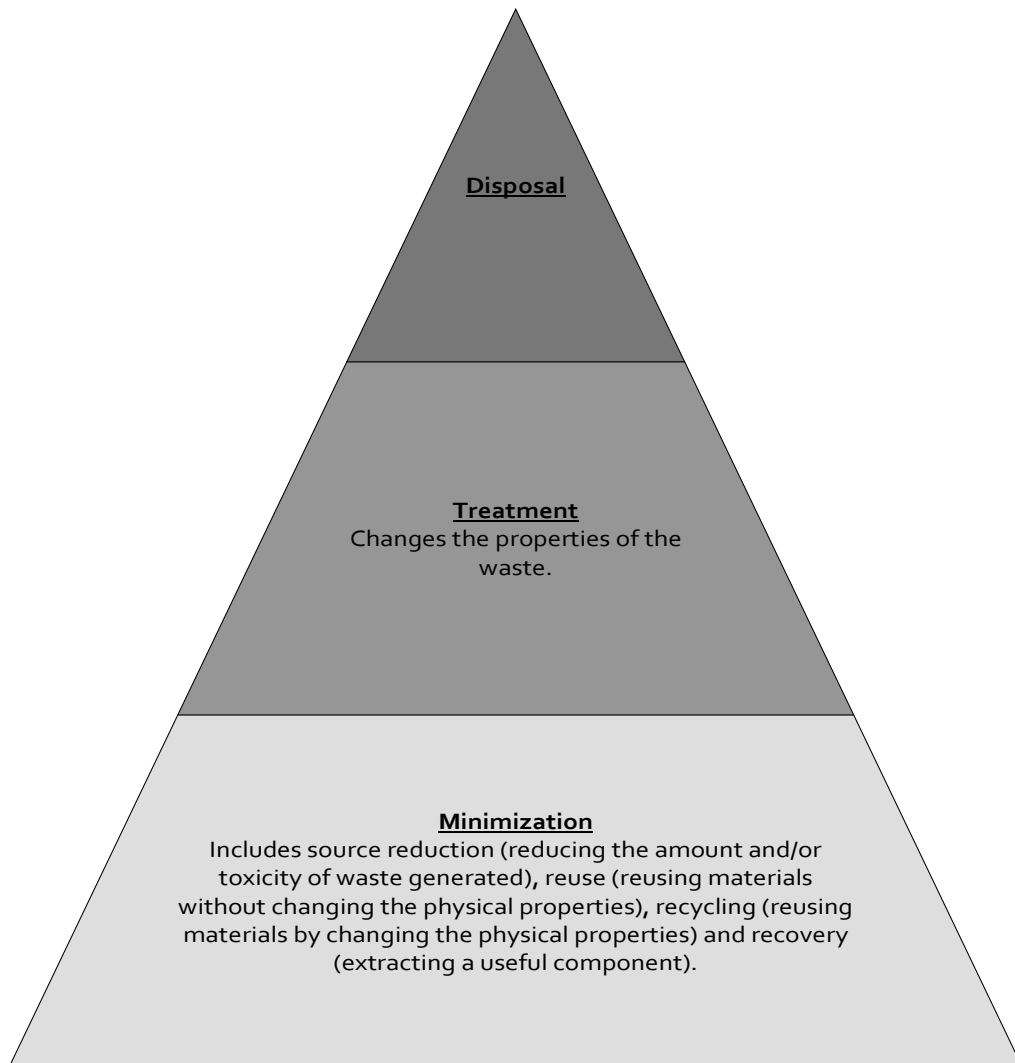 Disposal
Treatment
Changes the properties of the
waste.
Minimization
Includes source reduction (reducing the amount and/or
toxicity of waste generated), reuse (reusing materials
without changing the physical properties), recycling (reusing
materials by changing the physical properties) and recovery
(extracting a useful component).